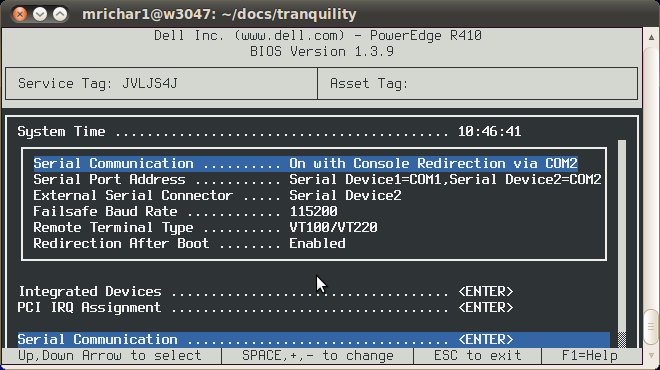 mrichar1@w3047: ~/docs/tranquility
Dell Inc. (www.dell.com) - PowerEdge R410
BIOS Version 1.3.9
Service Tag: JVLJS4J Asset Tag:
System Time ........................................... 10:46:41
Serial Communication .......... On with Console Redirection via COM2
Serial Port Address ........... Serial Device1=COM1,Serial Device2=COM2
External Serial Connector ..... Serial Device2
Failsafe Baud Rate ............ 115200
Remote Terminal Type .......... VT100/VT220
Redirection After Boot ........ Enabled
Integrated Devices .................................... <ENTER>
PCI IRQ Assignment .................................... <ENTER>
Serial Communication .................................. <ENTER>
Up,Down Arrow to select SPACE,+,- to change ESC to exit F1=Help